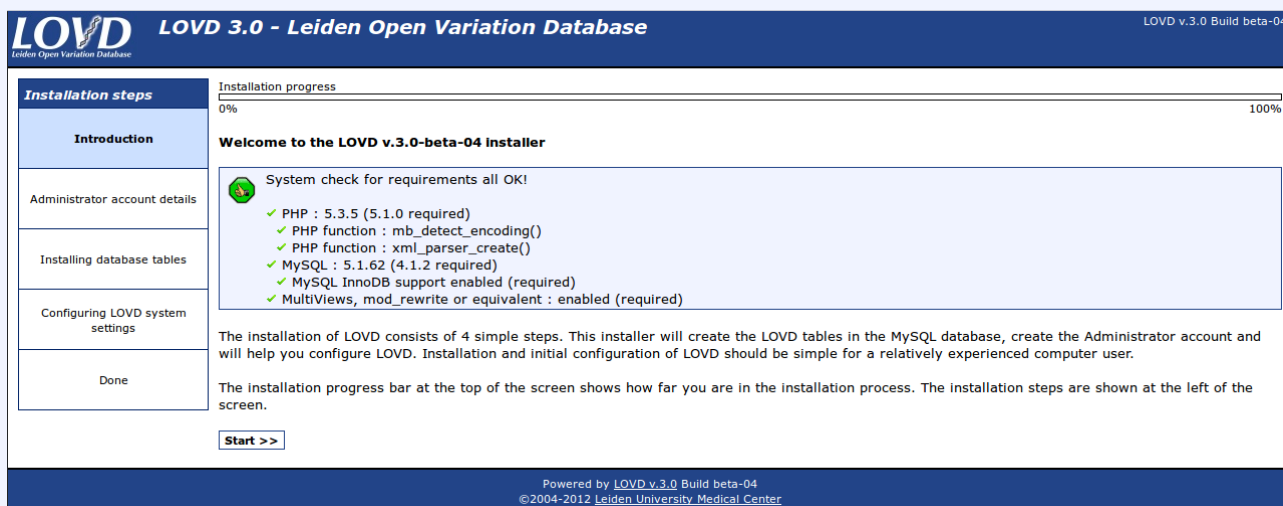 LOVD
Leiden Open Variation Database
LOVD 3.0 - Leiden Open Variation Database
LOVD v.3.0 Build beta-04
Installation steps
Introduction
Administrator account details
Installing database tables
Configuring LOVD system
settings
Done
Installation progress
0%
100%
Welcome to the LOVD v.3.0-beta-04 installer
System check for requirements all OK!
✓ PHP : 5.3.5 (5.1.0 required)
✓ PHP function : mb_detect_encoding()
✓ PHP function : xml_parser_create()
✓ MySQL : 5.1.62 (4.1.2 required)
✓ MySQL InnoDB support enabled (required)
✓ MultiViews, mod_rewrite or equivalent : enabled (required)
The installation of LOVD consists of 4 simple steps. This installer will create the LOVD tables in the MySQL database, create the Administrator account and
will help you configure LOVD. Installation and initial configuration of LOVD should be simple for a relatively experienced computer user.
The installation progress bar at the top of the screen shows how far you are in the installation process. The installation steps are shown at the left of the
screen.
Start >>
Powered by LOVD v.3.0 Build beta-04
©2004-2012 Leiden University Medical Center